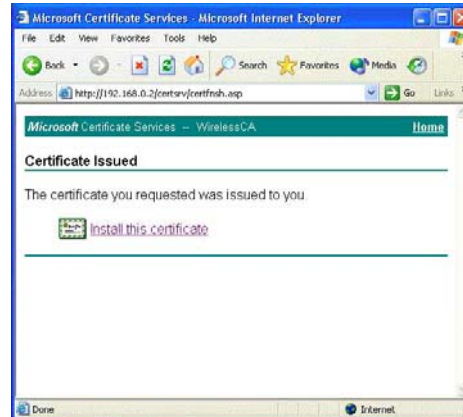 Microsoft Certificate Services - Microsoft Internet Explorer
File Edit View Favorites Tools Help
Back Search Favorites Media
Address http://192.168.0.2/certsrv/certfnsh.asp Go Links
Microsoft Certificate Services -- WirelessCA Home
Certificate Issued
The certificate you requested was issued to you.
Install this certificate
Done Internet